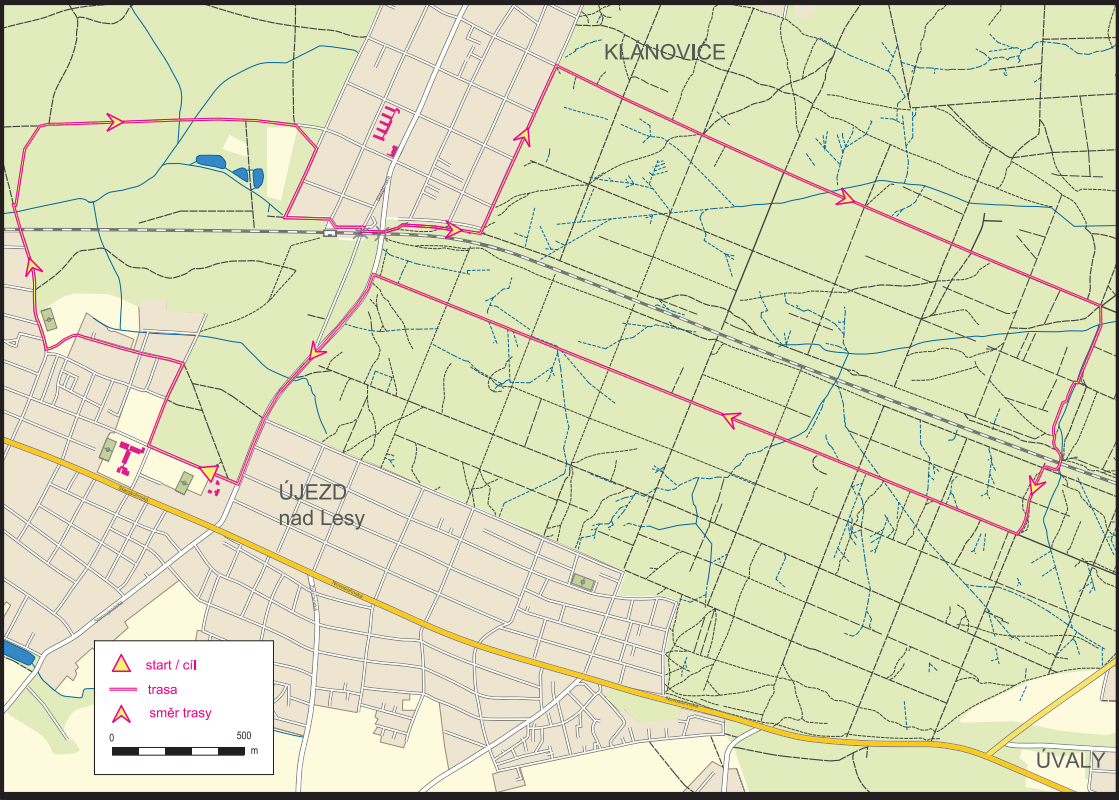 KLÁNOVICE
ÚJEZD
nad Lesy
ÚVALY
start / cíl
trasa
směr trasy
0 500
m